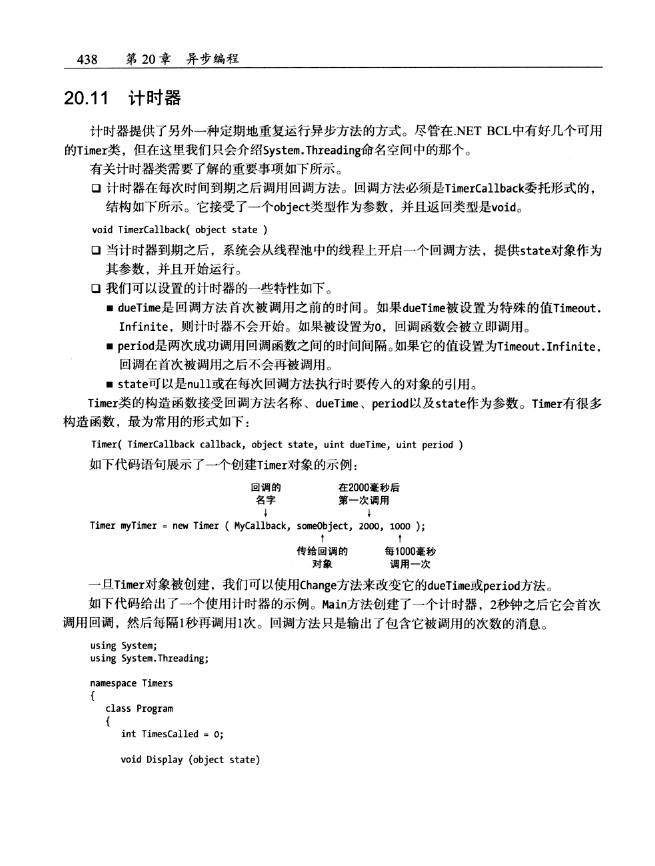 438 第20章 异步编程
20.11 计时器
计时器提供了另外一种定期地重复运行异步方法的方式。尽管在.NET BCL中有好几个可用
的Timer类，但在这里我们只会介绍System.Threading命名空间中的那个。
有关计时器类需要了解的重要事项如下所示。
❑ 计时器在每次时间到期之后调用回调方法。回调方法必须是TimerCallback委托形式的，
结构如下所示。它接受了一个object类型作为参数，并且返回类型是void。
void TimerCallback( object state )
❑ 当计时器到期之后，系统会从线程池中的线程上开启一个回调方法，提供state对象作为
其参数，并且开始运行。
❑ 我们可以设置的计时器的一些特性如下。
■ dueTime是回调方法首次被调用之前的时间。如果dueTime被设置为特殊的值Timeout.
Infinite，则计时器不会开始。如果被设置为0，回调函数会被立即调用。
■ period是两次成功调用回调函数之间的时间间隔。如果它的值设置为Timeout.Infinite，
回调在首次被调用之后不会再被调用。
■ state可以是null或在每次回调方法执行时要传入的对象的引用。
Timer类的构造函数接受回调方法名称、dueTime、period以及state作为参数。Timer有很多
构造函数，最为常用的形式如下：
Timer( TimerCallback callback, object state, uint dueTime, uint period )
如下代码语句展示了一个创建Timer对象的示例：
回调的 在2000毫秒后
名字 第一次调用
↓ ↓
Timer myTimer = new Timer ( MyCallback, someObject, 2000, 1000 );
↑ ↑
传给回调的 每1000毫秒
对象 调用一次
一旦Timer对象被创建，我们可以使用Change方法来改变它的dueTime或period方法。
如下代码给出了一个使用计时器的示例。Main方法创建了一个计时器，2秒钟之后它会首次
调用回调，然后每隔1秒再调用1次。回调方法只是输出了包含它被调用的次数的消息。
using System;
using System.Threading;
namespace Timers
{
class Program
{
int TimesCalled = 0;
void Display (object state)